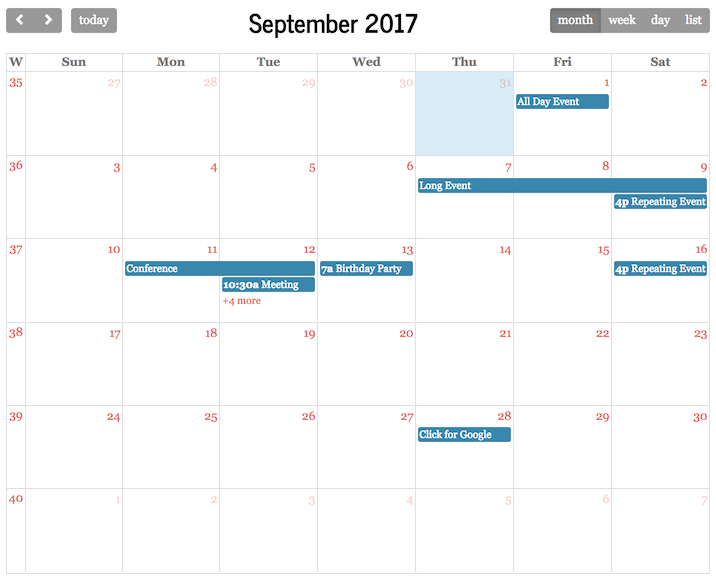 today
September 2017
month week day list
W Sun Mon Tue Wed Thu Fri Sat
35 27 28 29 30 31 1 2
All Day Event
36 3 4 5 6 7 8 9
Long Event
4p Repeating Event
37 10 11 12 13 14 15 16
Conference 7a Birthday Party 4p Repeating Event
10:30a Meeting
+4 more
38 17 18 19 20 21 22 23
39 24 25 26 27 28 29 30
Click for Google
40 1 2 3 4 5 6 7